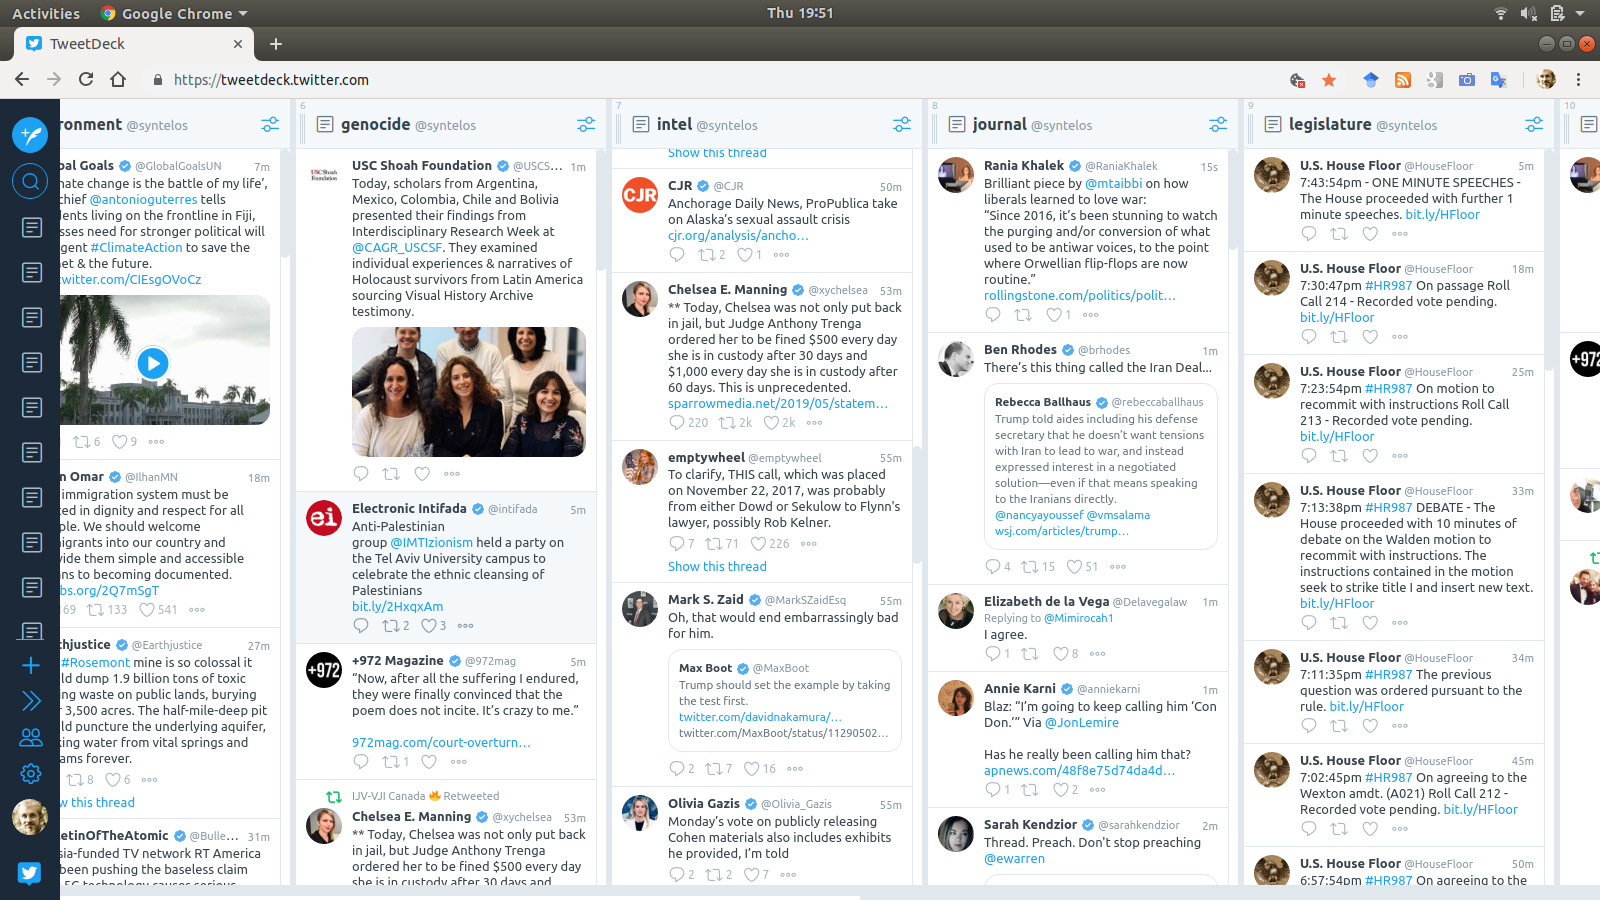 Activities
Google Chrome
Thu 19:51
TweetDeck
https://tweetdeck.twitter.com
ronment @syntelos
bal Goals @GlobalGoalsUN 7m
mate change is the battle of my life’,
chief @antonioguterres tells
dents living on the frontline in Fiji,
sses need for stronger political will
gent #ClimateAction to save the
net & the future.
twitter.com/CIEsgOVoCz
6 9
n Omar @IlhanMN 18m
immigration system must be
ted in dignity and respect for all
ple. We should welcome
igrants into our country and
vide them simple and accessible
ns to becoming documented.
bs.org/2Q7mSgT
169 133 541
thjustice @Earthjustice 27m
#Rosemont mine is so colossal it
ld dump 1.9 billion tons of toxic
ing waste on public lands, burying
r 3,500 acres. The half-mile-deep pit
ld puncture the underlying aquifer,
king water from vital springs and
ams forever.
8 6
w this thread
etinOfTheAtomic @Bulle... 31m
sia-funded TV network RT America
been pushing the baseless claim
5G technology causes serious
6
genocide @syntelos
USC Shoah Foundation
USC Shoah Foundation @USCS... 1m
Today, scholars from Argentina,
Mexico, Colombia, Chile and Bolivia
presented their findings from
Interdisciplinary Research Week at
@CAGR_USCSF. They examined
individual experiences & narratives of
Holocaust survivors from Latin America
sourcing Visual History Archive
testimony.
ei
Electronic Intifada @intifada 5m
Anti-Palestinian
group @IMTIzionism held a party on
the Tel Aviv University campus to
celebrate the ethnic cleansing of
Palestinians
bit.ly/2HxqxAm
2 3
+972
+972 Magazine @972mag 5m
“Now, after all the suffering I endured,
they were finally convinced that the
poem does not incite. It’s crazy to me.”
972mag.com/court-overturn…
1
IJV-VJI Canada 🔥 Retweeted
Chelsea E. Manning @xychelsea 53m
** Today, Chelsea was not only put back
in jail, but Judge Anthony Trenga
ordered her to be fined $500 every day
she is in custody after 30 days and
7
intel @syntelos
Show this thread
CJR
CJR @CJR 50m
Anchorage Daily News, ProPublica take
on Alaska’s sexual assault crisis
cjr.org/analysis/ancho…
2 1
Chelsea E. Manning @xychelsea 53m
** Today, Chelsea was not only put back
in jail, but Judge Anthony Trenga
ordered her to be fined $500 every day
she is in custody after 30 days and
$1,000 every day she is in custody after
60 days. This is unprecedented.
sparrowmedia.net/2019/05/statem…
220 2k 2k
emptywheel @emptywheel 55m
To clarify, THIS call, which was placed
on November 22, 2017, was probably
from either Dowd or Sekulow to Flynn's
lawyer, possibly Rob Kelner.
7 71 226
Show this thread
Mark S. Zaid @MarkSZaidEsq 55m
Oh, that would end embarrassingly bad
for him.
Max Boot @MaxBoot
Trump should set the example by taking
the test first.
twitter.com/davidnakamura/…
twitter.com/MaxBoot/status/11290502…
2 7 16
Olivia Gazis @Olivia_Gazis 55m
Monday’s vote on publicly releasing
Cohen materials also includes exhibits
he provided, I’m told
2 2 7
8
journal @syntelos
Rania Khalek @RaniaKhalek 15s
Brilliant piece by @mtaibbi on how
liberals learned to love war:
“Since 2016, it’s been stunning to watch
the purging and/or conversion of what
used to be antiwar voices, to the point
where Orwellian flip-flops are now
routine.”
rollingstone.com/politics/polit…
1
Ben Rhodes @brhodes 1m
There’s this thing called the Iran Deal...
Rebecca Ballhaus @rebeccaballhaus
Trump told aides including his defense
secretary that he doesn’t want tensions
with Iran to lead to war, and instead
expressed interest in a negotiated
solution—even if that means speaking
to the Iranians directly.
@nancyayoussef @vmsalama
wsj.com/articles/trump…
4 15 51
Elizabeth de la Vega @Delavegalaw 1m
Replying to @Mimirocah1
I agree.
1 8
Annie Karni @anniekarni 1m
Blaz: “I’m going to keep calling him ‘Con
Don.’” Via @JonLemire
Has he really been calling him that?
apnews.com/48f8e75d74da4d…
1 2
Sarah Kendzior @sarahkendzior 2m
Thread. Preach. Don't stop preaching
@ewarren
9
legislature @syntelos
U.S. House Floor @HouseFloor 5m
7:43:54pm - ONE MINUTE SPEECHES -
The House proceeded with further 1
minute speeches. bit.ly/HFloor
U.S. House Floor @HouseFloor 18m
7:30:47pm #HR987 On passage Roll
Call 214 - Recorded vote pending.
bit.ly/HFloor
U.S. House Floor @HouseFloor 25m
7:23:54pm #HR987 On motion to
recommit with instructions Roll Call
213 - Recorded vote pending.
bit.ly/HFloor
U.S. House Floor @HouseFloor 33m
7:13:38pm #HR987 DEBATE - The
House proceeded with 10 minutes of
debate on the Walden motion to
recommit with instructions. The
instructions contained in the motion
seek to strike title I and insert new text.
bit.ly/HFloor
U.S. House Floor @HouseFloor 34m
7:11:35pm #HR987 The previous
question was ordered pursuant to the
rule. bit.ly/HFloor
U.S. House Floor @HouseFloor 45m
7:02:45pm #HR987 On agreeing to the
Wexton amdt. (A021) Roll Call 212 -
Recorded vote pending. bit.ly/HFloor
U.S. House Floor @HouseFloor 50m
6:57:54pm #HR987 On agreeing to the
10
+972